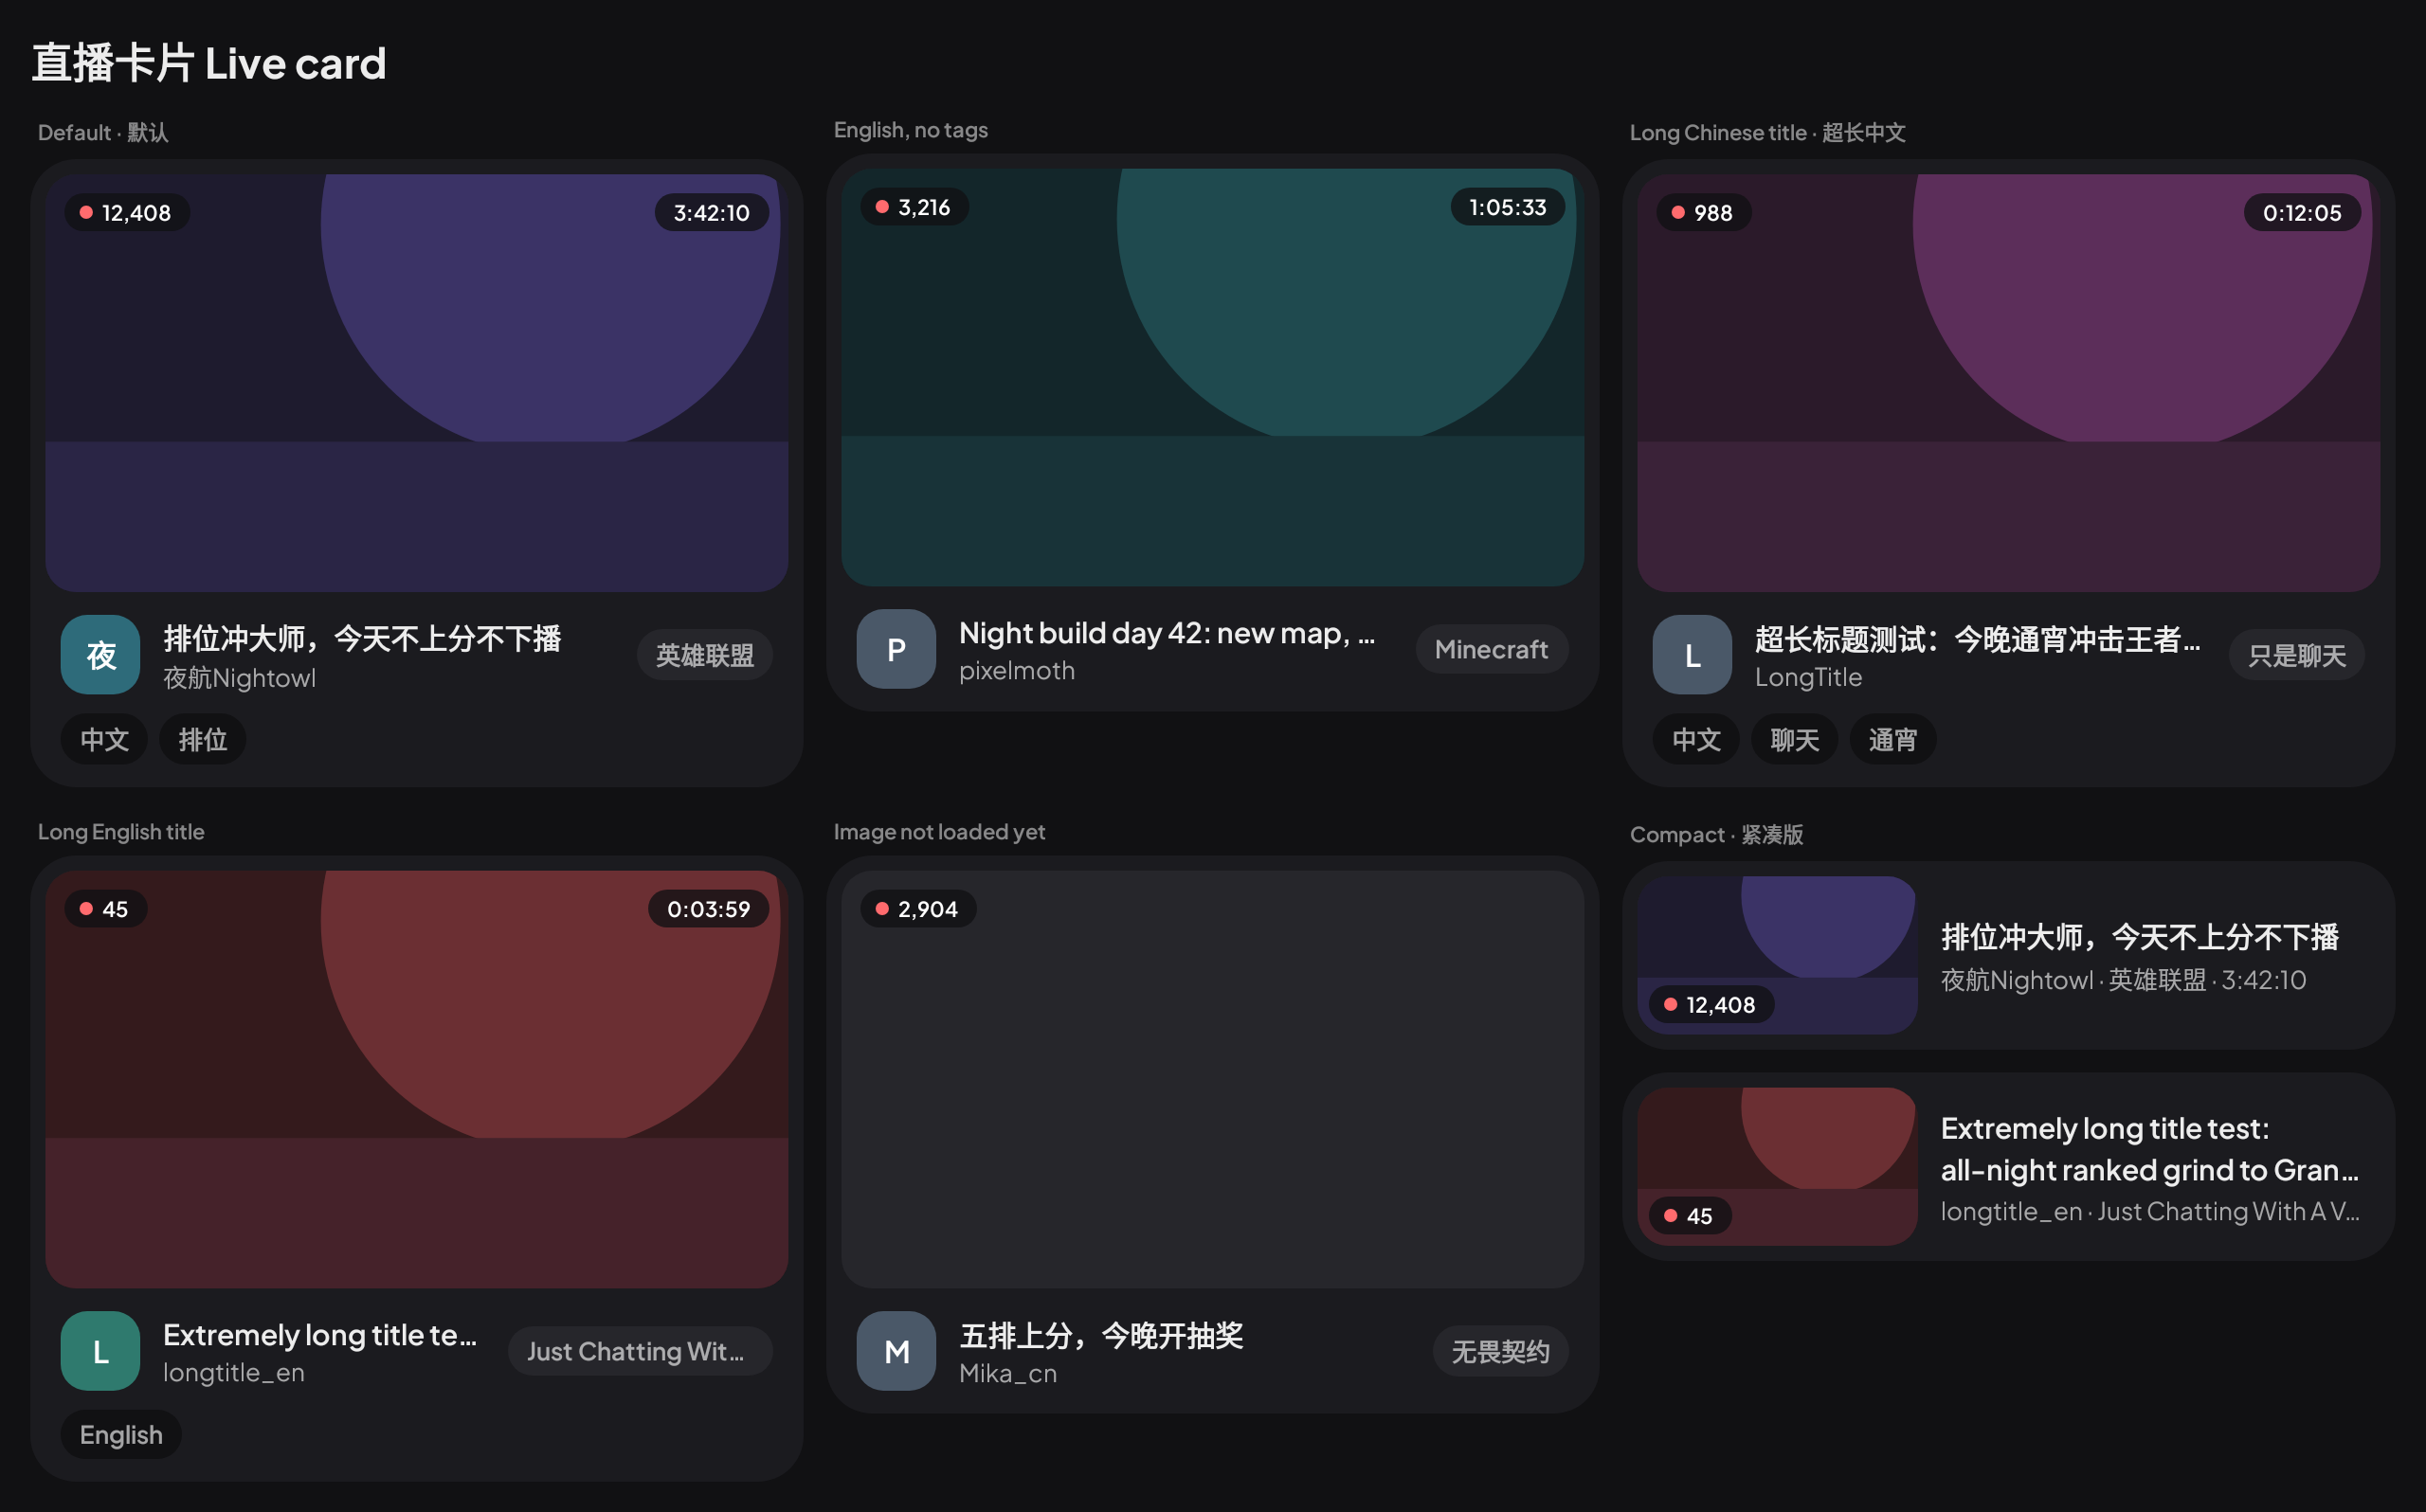 直播卡片 Live card
Default · 默认
12,408
3:42:10
夜
排位冲大师，今天不上分不下播
夜航Nightowl
英雄联盟
中文
排位
English, no tags
3,216
1:05:33
P
Night build day 42: new map, ...
pixelmoth
Minecraft
Long Chinese title · 超长中文
988
0:12:05
L
超长标题测试：今晚通宵冲击王者...
LongTitle
只是聊天
中文
聊天
通宵
Long English title
45
0:03:59
L
Extremely long title te...
longtitle_en
Just Chatting Wit...
English
Image not loaded yet
2,904
M
五排上分，今晚开抽奖
Mika_cn
无畏契约
Compact · 紧凑版
12,408
排位冲大师，今天不上分不下播
夜航Nightowl · 英雄联盟 · 3:42:10
45
Extremely long title test:
all-night ranked grind to Gran...
longtitle_en · Just Chatting With A V...